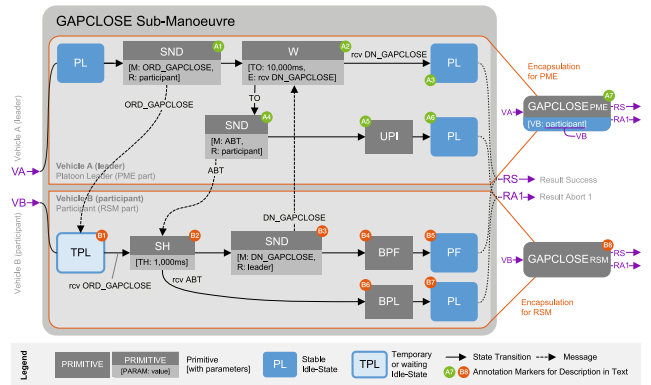 GAPCLOSE Sub-Manoeuvre
Vehicle A (leader)
VA
PL
SND
A1
[M: ORD_GAPCLOSE,
R: participant]
W
A2
[TO: 10,000ms,
E: rcv DN_GAPCLOSE]
rcv DN_GAPCLOSE
PL
A3
ORD_GAPCLOSE
TO
SND
A4
[M: ABT,
R: participant]
A5
UPI
A6
PL
ABT
Vehicle A (leader)
Platoon Leader (PME part)
Encapsulation
for PME
VA
GAPCLOSE PME
A7
[VB: participant]
VB
RS
RA1
RS
Result Success
RA1
Result Abort 1
Vehicle B (participant)
VB
Vehicle B (participant)
Participant (RSM part)
DN_GAPCLOSE
B1
TPL
rcv ORD_GAPCLOSE
SH
B2
[TH: 1,000ms]
rcv ABT
SND
B3
[M: DN_GAPCLOSE,
R: leader]
B4
BPF
B5
PF
B6
BPL
B7
PL
VB
GAPCLOSE RSM
B8
RS
RA1
Encapsulation
for RSM
Legend
PRIMITIVE
PRIMITIVE
[PARAM: value]
Primitive
[with parameters]
PL
Stable
Idle-State
TPL
Temporary
or waiting
Idle-State
State Transition
Message
A7
B8
Annotation Markers for Description in Text